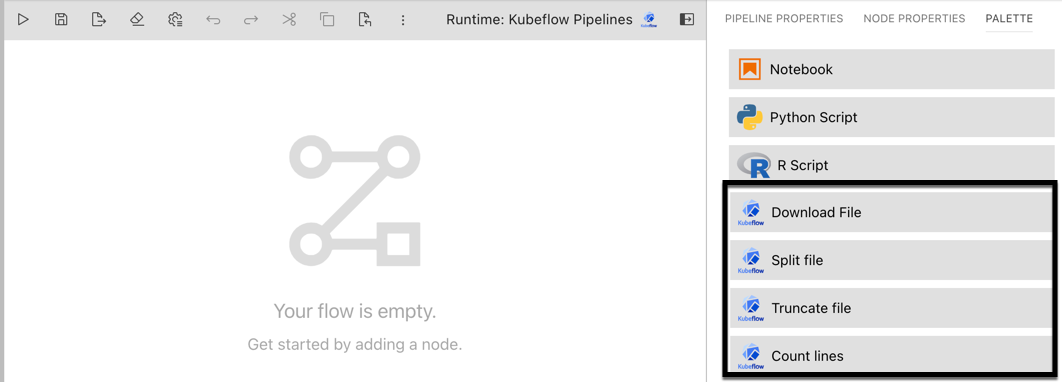 Runtime: Kubeflow Pipelines
PIPELINE PROPERTIES NODE PROPERTIES PALETTE
Your flow is empty.
Get started by adding a node.
Notebook
Python Script
R Script
Kubeflow Download File
Kubeflow Split file
Kubeflow Truncate file
Kubeflow Count lines